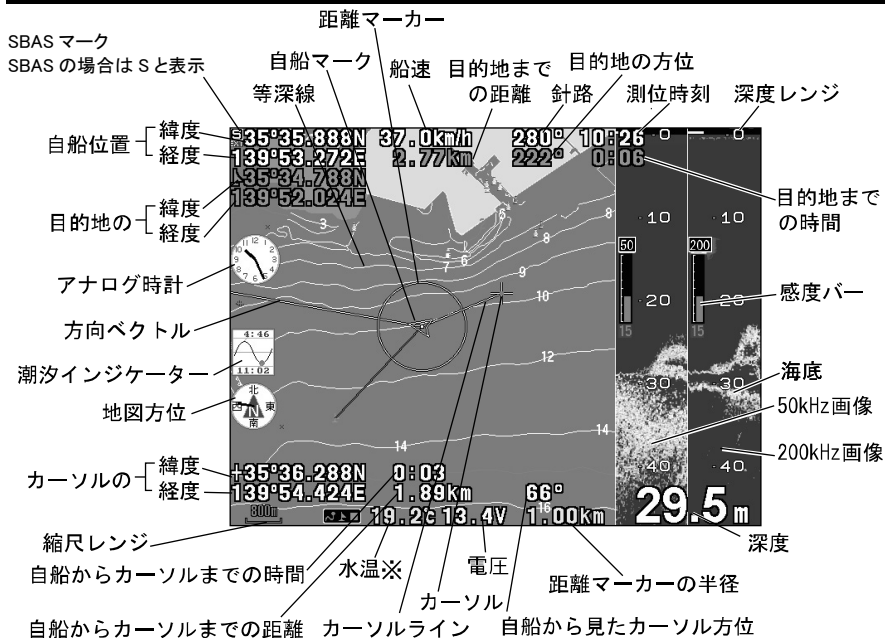 距離マーカー
SBAS マーク
SBAS の場合は S と表示
自船マーク
船速
目的地まで
の距離
目的地の方位
等深線
針路
測位時刻
深度レンジ
自船位置
緯度
経度
S35°35.888N 37.0km/h 280° 10:26
139°53.272E 2.77km 222° 0:06
35°34.788N
139°52.024E
目的地の
緯度
経度
目的地まで
の時間
アナログ時計
方向ベクトル
潮汐インジケーター
地図方位
4:46
11:02
北
西 N 東
南
12
1
2
3
4
5
6
7
8
9
10
11
3
6
7
6
8
8
9
10
12
14
14
16
0 0
10 10
50 200
20 20
15 15
30 30
40 40
感度バー
海底
50kHz画像
200kHz画像
カーソルの
緯度
経度
+35°36.288N 0:03
139°54.424E 1.89km 66°
800m 19.2℃ 13.4V 1.00km
29.5m
縮尺レンジ
自船からカーソルまでの時間
水温※
電圧
深度
距離マーカーの半径
カーソル
自船からカーソルまでの距離
カーソルライン
自船から見たカーソル方位